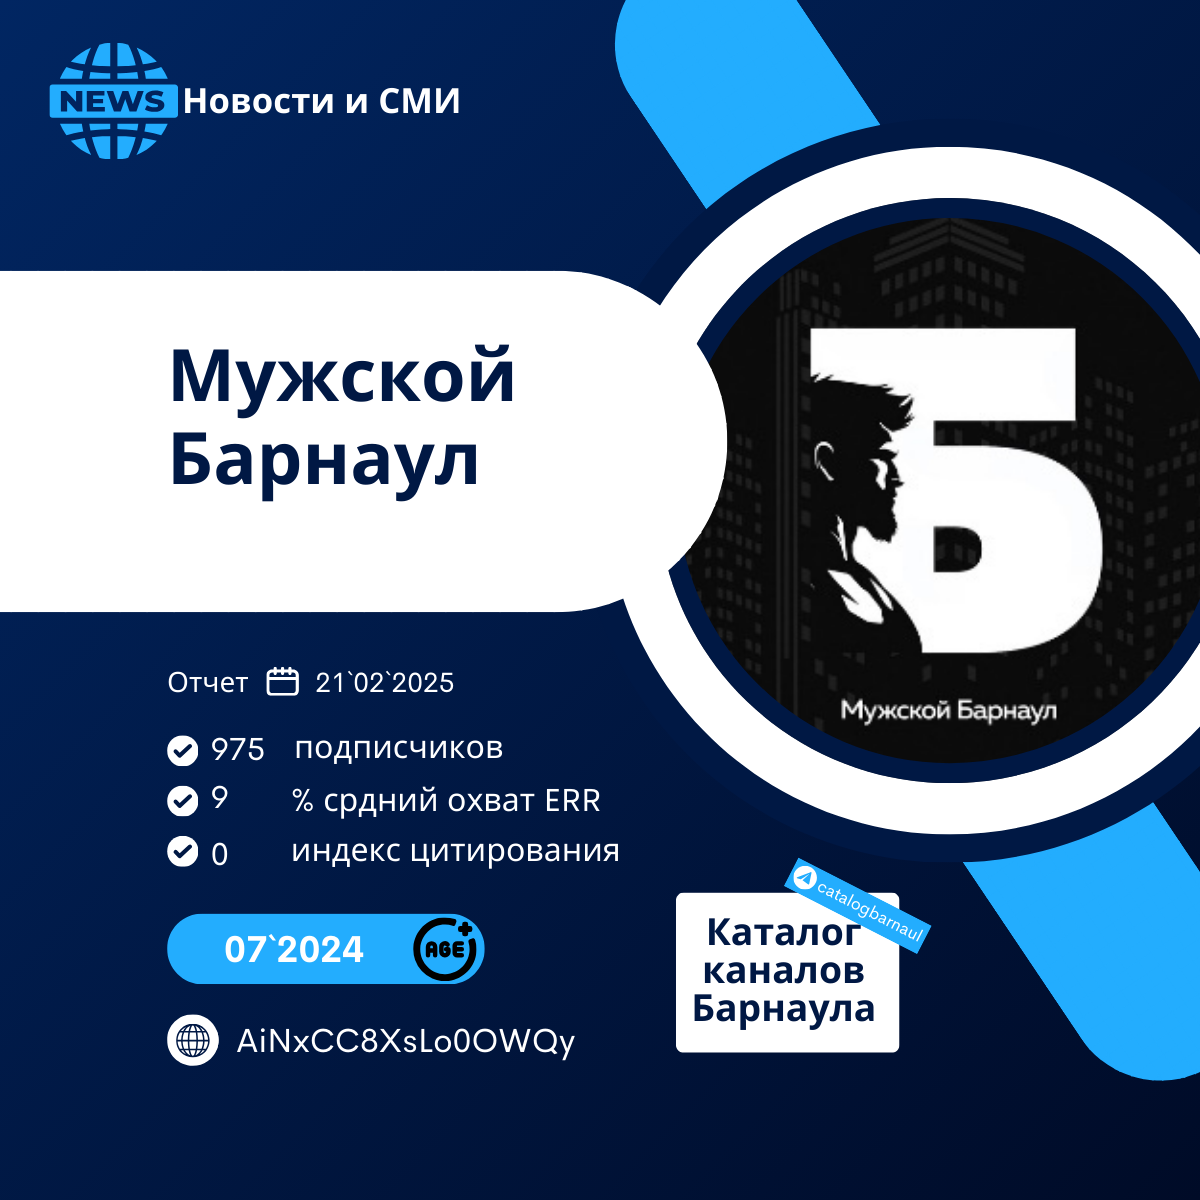 NEWS Новости и СМИ
Мужской
Барнаул
Б
Мужской Барнаул
Отчет 21`02`2025
975 подписчиков
9 % срдний охват ERR
0 индекс цитирования
07`2024 AGE+
AiNxCC8XsLo0OWQy
catalogbarnaul
Каталог
каналов
Барнаула